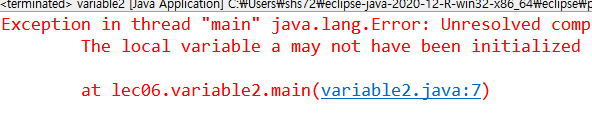 <terminated> variable2 [Java Application] C:₩Users₩shs72₩eclipse-java-2020-12-R-win32-x86_64₩eclipse₩p
Exception in thread "main" java.lang.Error: Unresolved comp
The local variable a may not have been initialized
at lec06.variable2.main(variable2.java:7)